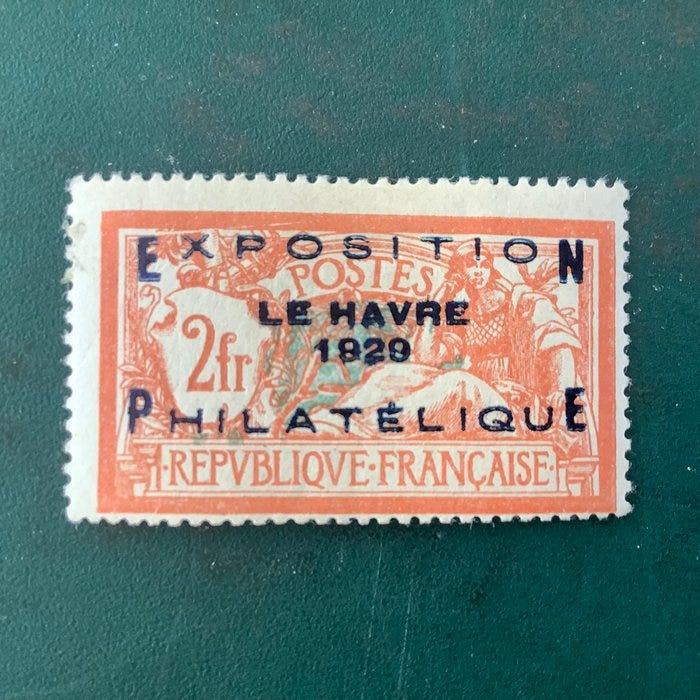 EXPOSITION
POSTES
LE HAVRE
1929
2fr
PHILATÉLIQUE
·REPVBLIQVE·FRANÇAISE·